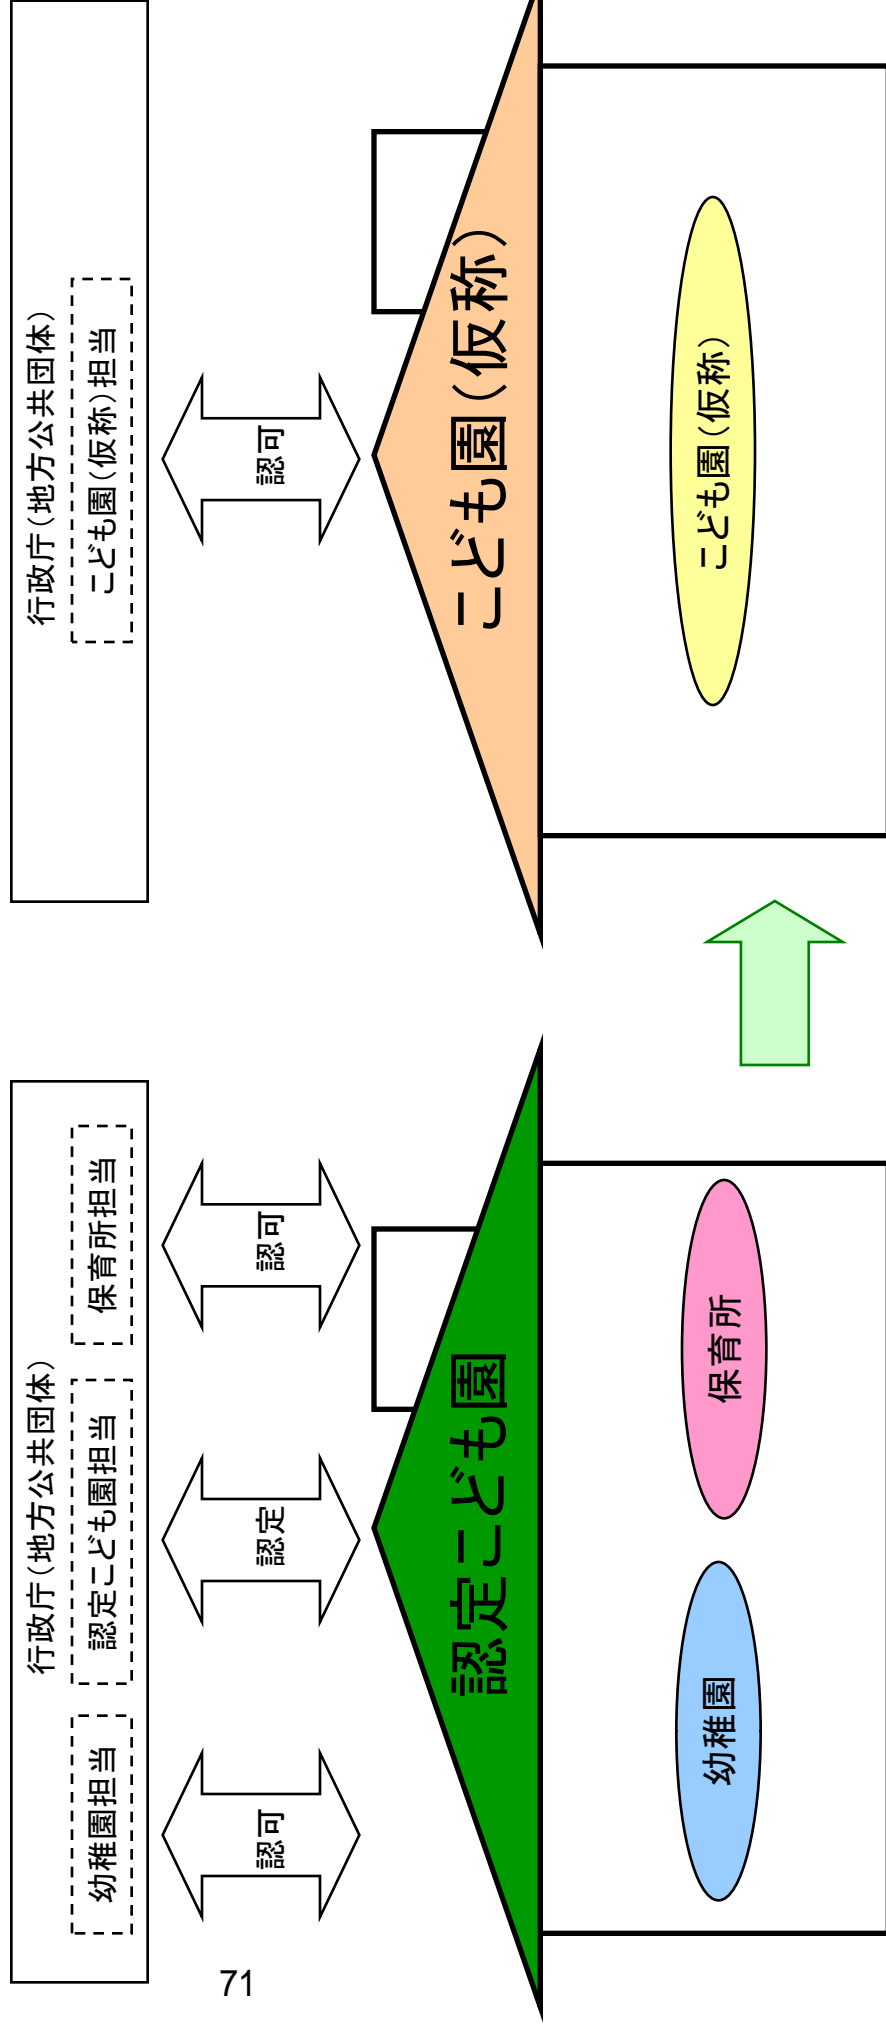 行政庁(地方公共団体)
幼稚園担当
認定こども園担当
保育所担当
認可
認定
認可
認定こども園
幼稚園
保育所
行政庁(地方公共団体)
こども園(仮称)担当
認可
こども園(仮称)
こども園(仮称)
71